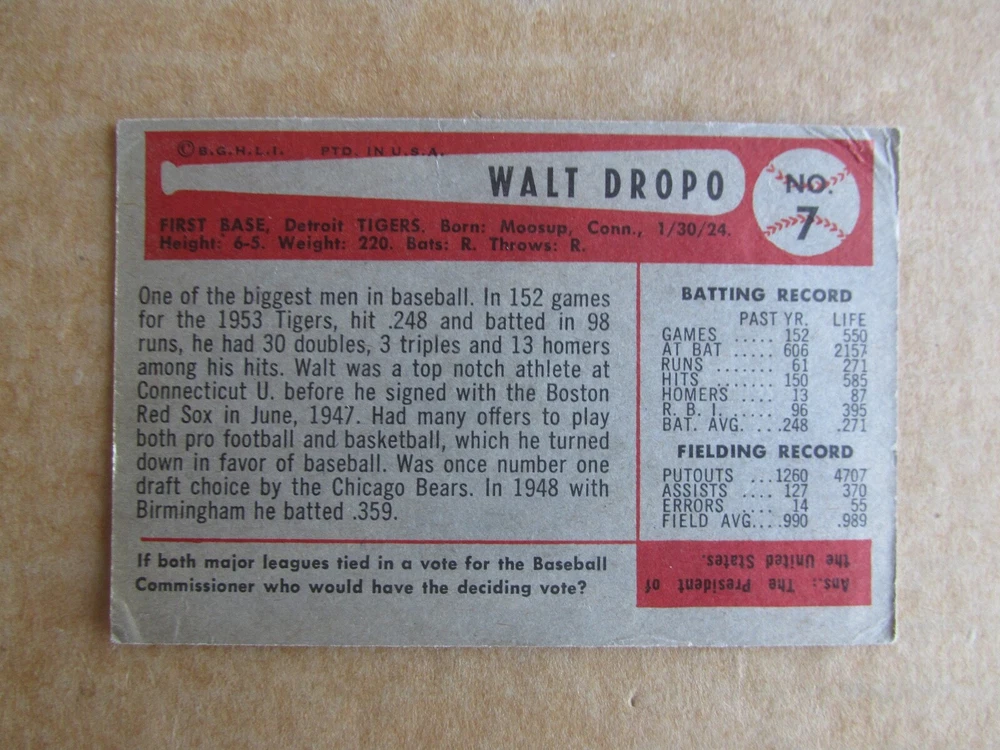 ©B.G.H.L.I. PTD. IN U.S.A.
WALT DROPO
NO. 7
FIRST BASE, Detroit TIGERS. Born: Moosup, Conn., 1/30/24.
Height: 6-5. Weight: 220. Bats: R. Throws: R.
One of the biggest men in baseball. In 152 games
for the 1953 Tigers, hit .248 and batted in 98
runs, he had 30 doubles, 3 triples and 13 homers
among his hits. Walt was a top notch athlete at
Connecticut U. before he signed with the Boston
Red Sox in June, 1947. Had many offers to play
both pro football and basketball, which he turned
down in favor of baseball. Was once number one
draft choice by the Chicago Bears. In 1948 with
Birmingham he batted .359.
BATTING RECORD
PAST YR. LIFE
GAMES ..... 152 550
AT BAT ..... 606 2157
RUNS ....... 61 271
HITS ....... 150 585
HOMERS .... 13 87
R. B. I. ..... 96 395
BAT. AVG. ...248 .271
FIELDING RECORD
PUTOUTS ...1260 4707
ASSISTS .... 127 370
ERRORS .... 14 55
FIELD AVG....990 .989
If both major leagues tied in a vote for the Baseball
Commissioner who would have the deciding vote?
Ans.: The President of
the United States.